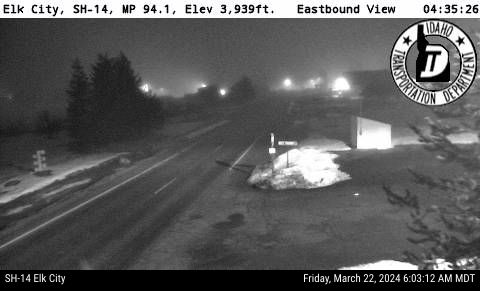 Elk City, SH-14, MP 94.1, Elev 3,939ft. Eastbound View 04:35:26
IDAHO
TRANSPORTATION DEPARTMENT
SH-14 Elk City Friday, March 22, 2024 6:03:12 AM MDT